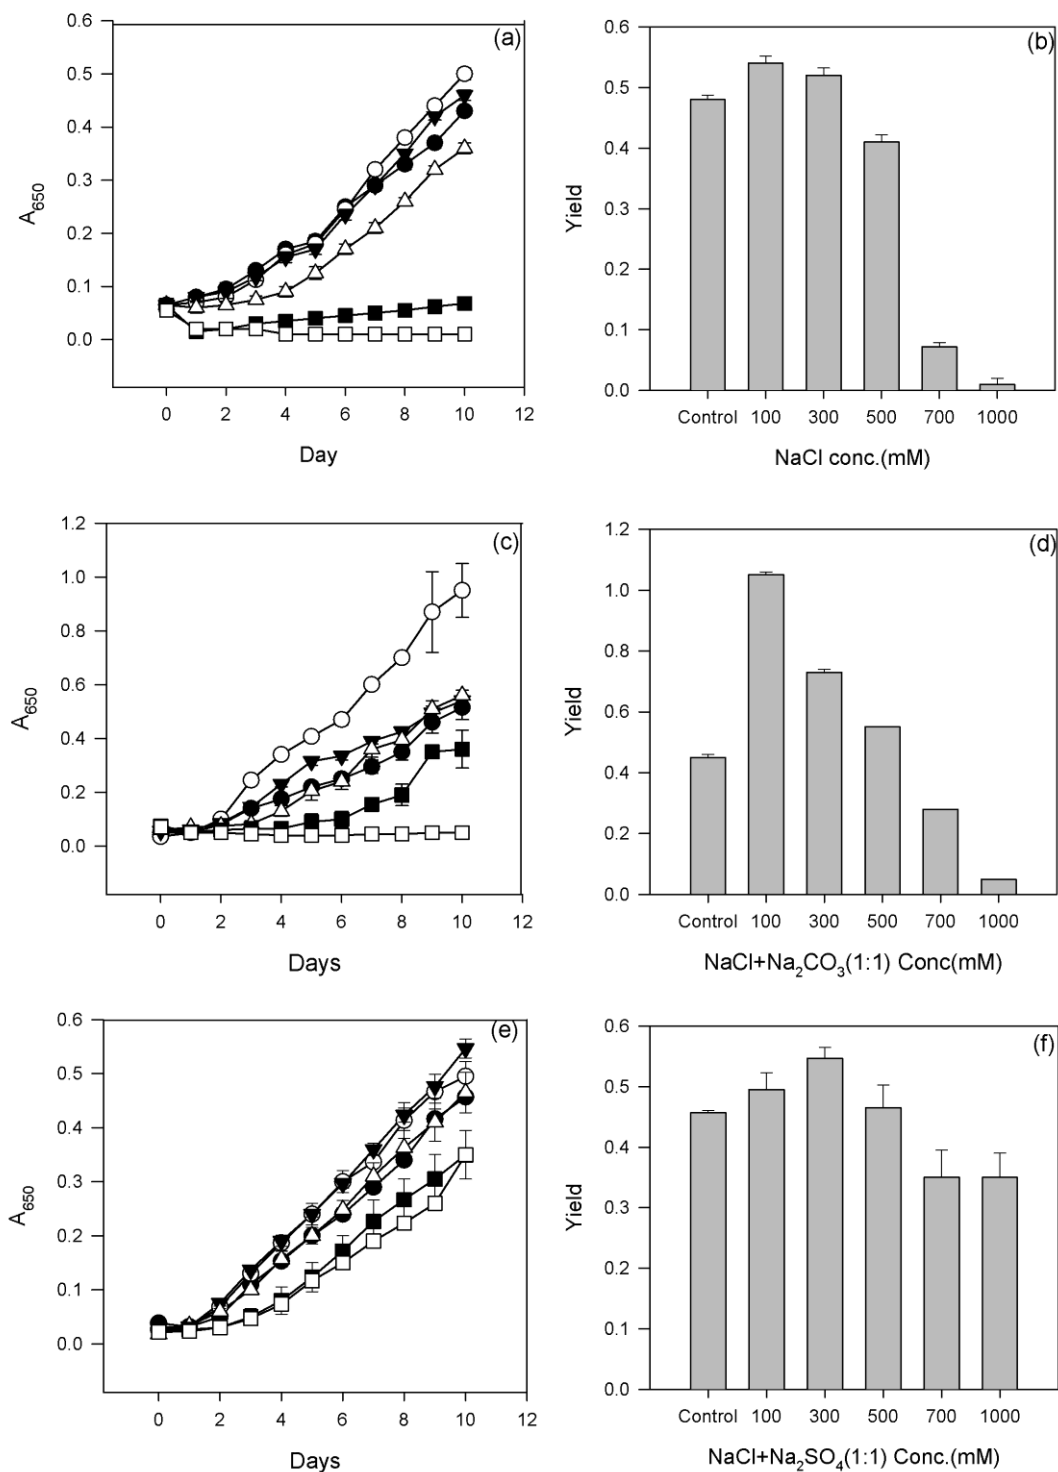 (a)
0.6
0.5
0.4
0.3
0.2
0.1
0.0
A650
0 2 4 6 8 10 12
Day
(b)
0.6
0.5
0.4
0.3
0.2
0.1
0.0
Yield
Control 100 300 500 700 1000
NaCl conc.(mM)
(c)
1.2
1.0
0.8
0.6
0.4
0.2
0.0
A650
0 2 4 6 8 10 12
Days
(d)
1.2
1.0
0.8
0.6
0.4
0.2
0.0
Yield
Control 100 300 500 700 1000
NaCl+Na2CO3(1:1) Conc(mM)
(e)
0.6
0.5
0.4
0.3
0.2
0.1
0.0
A650
0 2 4 6 8 10 12
Days
(f)
0.6
0.5
0.4
0.3
0.2
0.1
0.0
Yield
Control 100 300 500 700 1000
NaCl+Na2SO4(1:1) Conc.(mM)